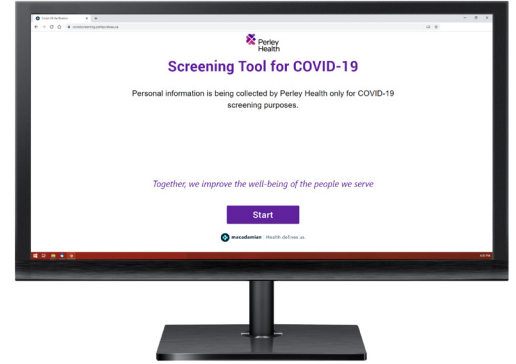 Perley
Health
Screening Tool for COVID-19
Personal information is being collected by Perley Health only for COVID-19
screening purposes.
Together, we improve the well-being of the people we serve
Start
macadamian | Health defines us